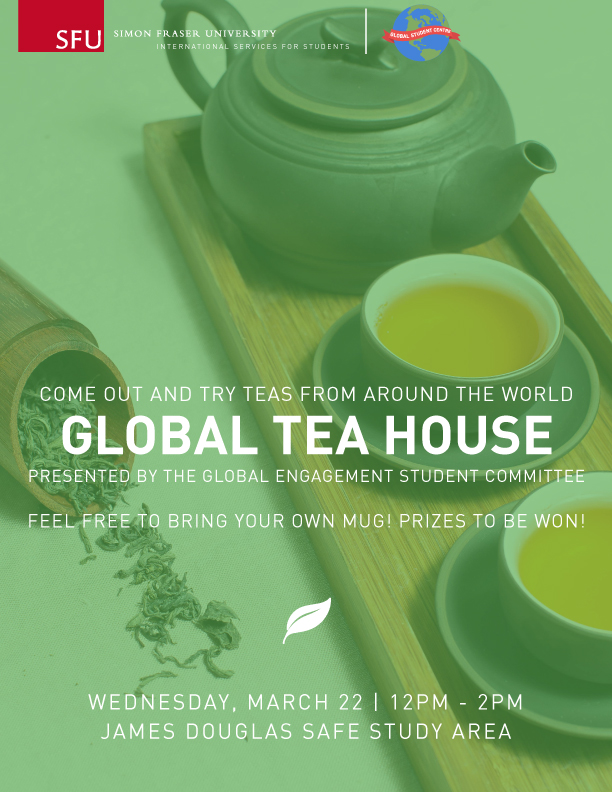 SFU
SIMON FRASER UNIVERSITY
INTERNATIONAL SERVICES FOR STUDENTS
GLOBAL STUDENT CENTRE
COME OUT AND TRY TEAS FROM AROUND THE WORLD
GLOBAL TEA HOUSE
PRESENTED BY THE GLOBAL ENGAGEMENT STUDENT COMMITTEE
FEEL FREE TO BRING YOUR OWN MUG! PRIZES TO BE WON!
WEDNESDAY, MARCH 22 | 12PM - 2PM
JAMES DOUGLAS SAFE STUDY AREA